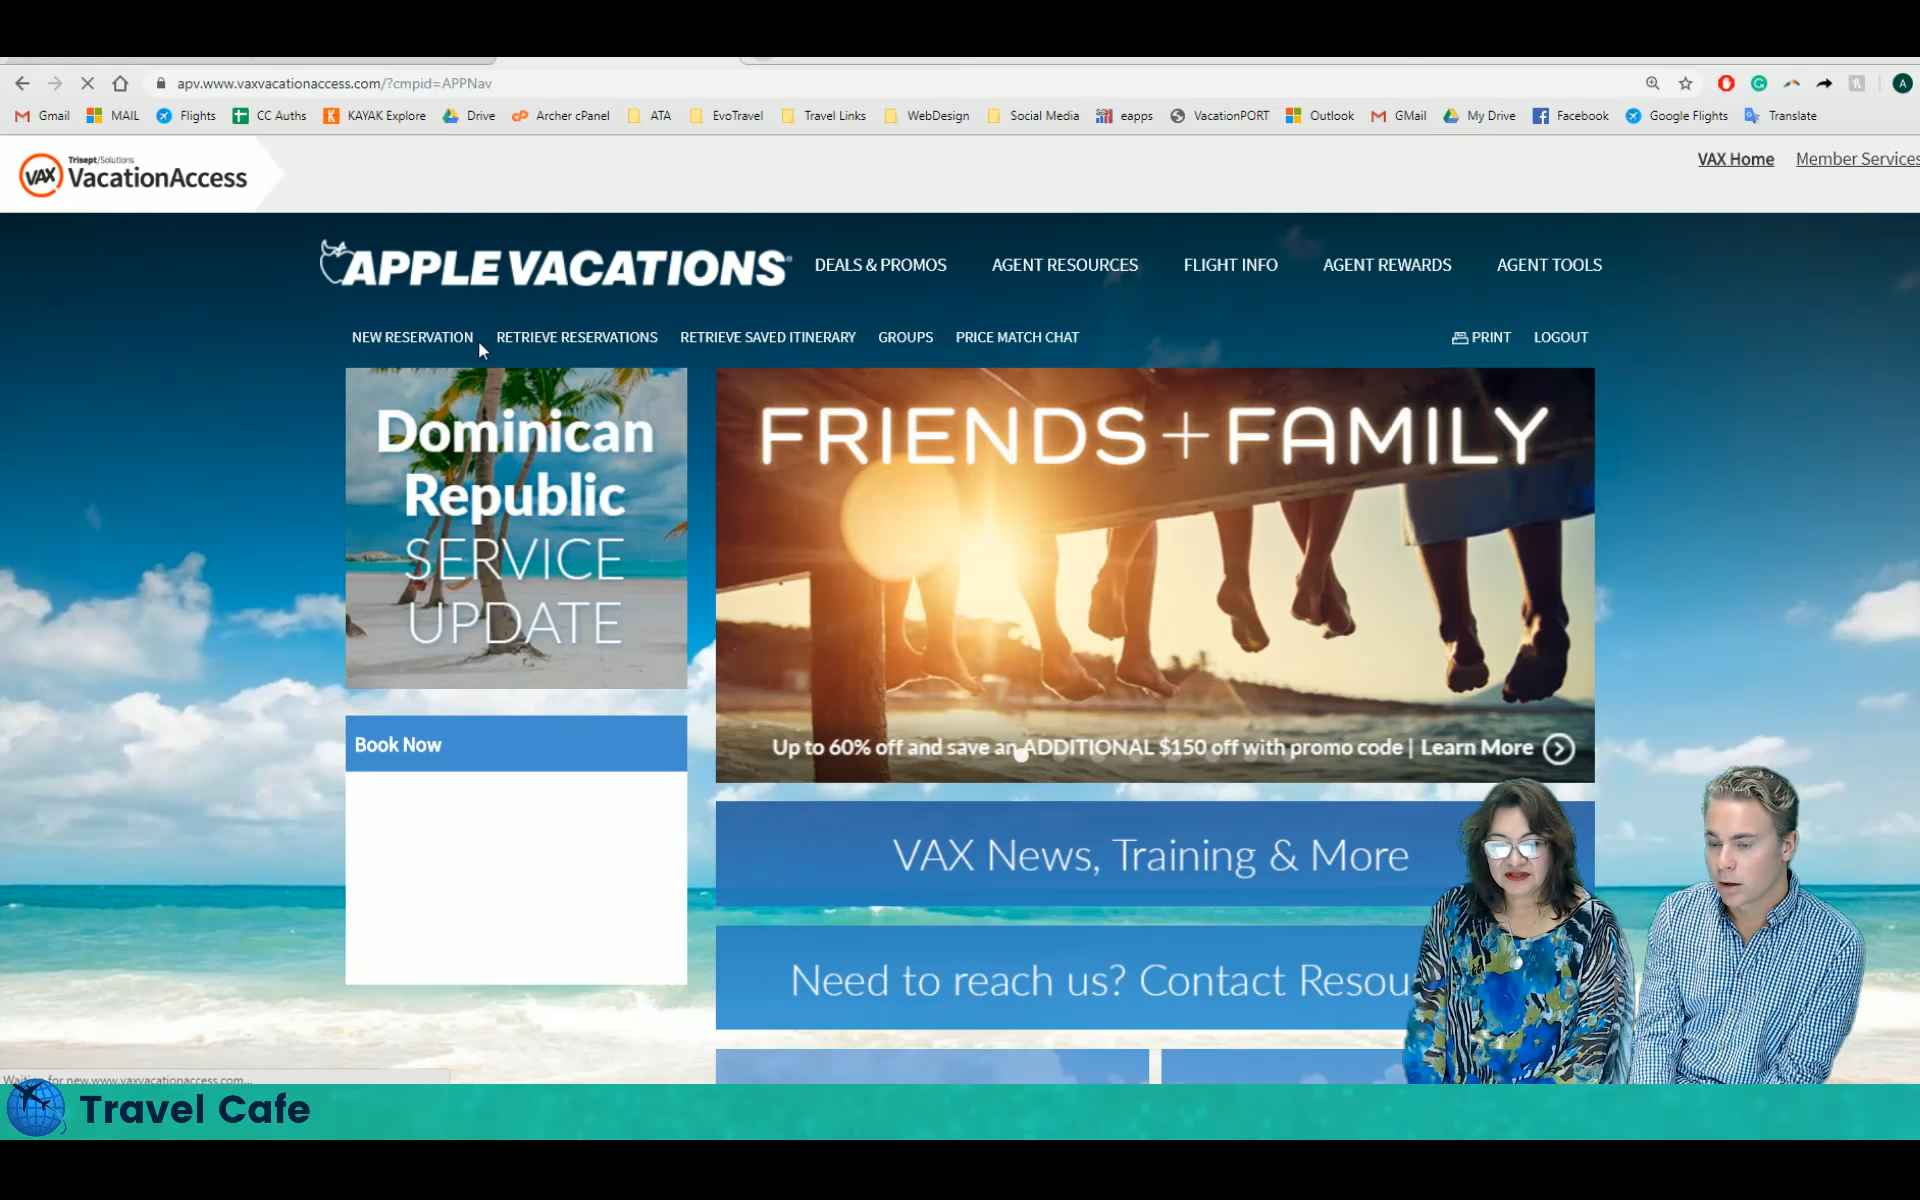 apv.www.vaxvacationaccess.com/?cmpid=APPNav
A
Gmail MAIL Flights CC Auths KAYAK Explore Drive Archer cPanel ATA EvoTravel Travel Links WebDesign Social Media eapps VacationPORT Outlook GMail My Drive Facebook Google Flights Translate
Trisept/Solutions
VAX VacationAccess
VAX Home Member Services
APPLE VACATIONS
DEALS & PROMOS AGENT RESOURCES FLIGHT INFO AGENT REWARDS AGENT TOOLS
NEW RESERVATION RETRIEVE RESERVATIONS RETRIEVE SAVED ITINERARY GROUPS PRICE MATCH CHAT PRINT LOGOUT
Dominican
Republic
SERVICE
UPDATE
FRIENDS + FAMILY
Up to 60% off and save an ADDITIONAL $150 off with promo code | Learn More
Book Now
VAX News, Training & More
Need to reach us? Contact Resou
Waiting for new.www.vaxvacationaccess.com...
Travel Cafe